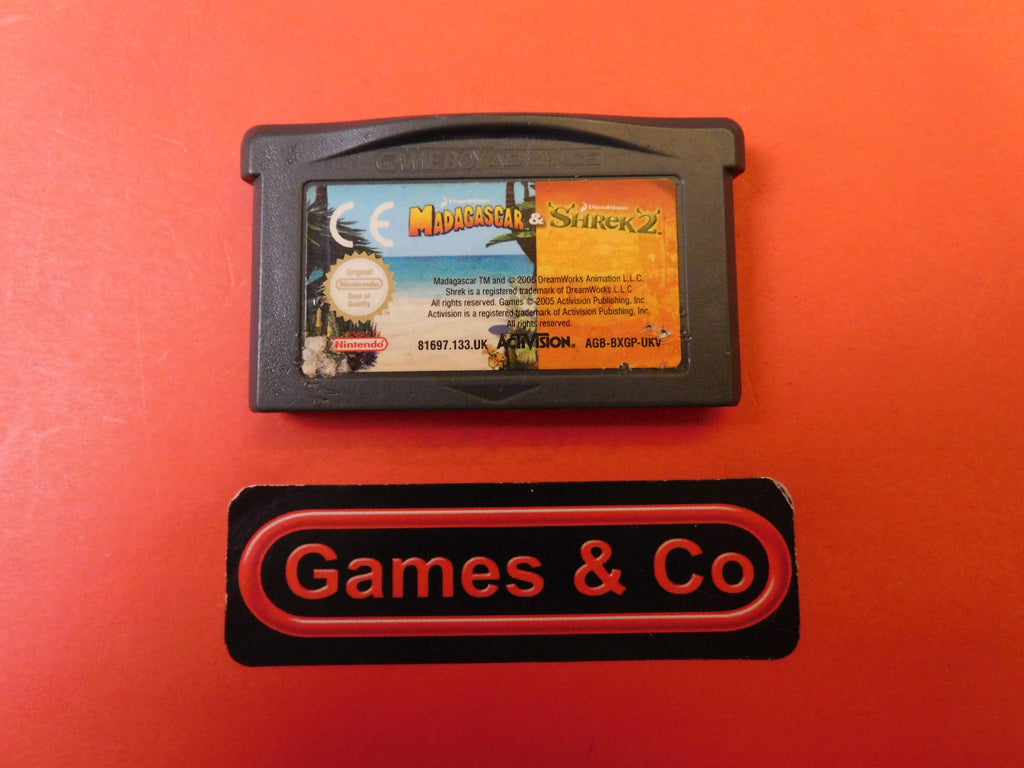 GAME BOY ADVANCE
CE
DreamWorks
MADAGASCAR & DreamWorks SHREK 2
Original
Nintendo
Seal of
Quality
TM
Madagascar TM and © 2005 DreamWorks Animation L.L.C.
Shrek is a registered trademark of DreamWorks L.L.C
All rights reserved. Games © 2005 Activision Publishing, Inc.
Activision is a registered trademark of Activision Pubishing, Inc.
All rights reserved.
Nintendo® 81697.133.UK ACTIVISION® AGB-BXGP-UKV
Games & Co